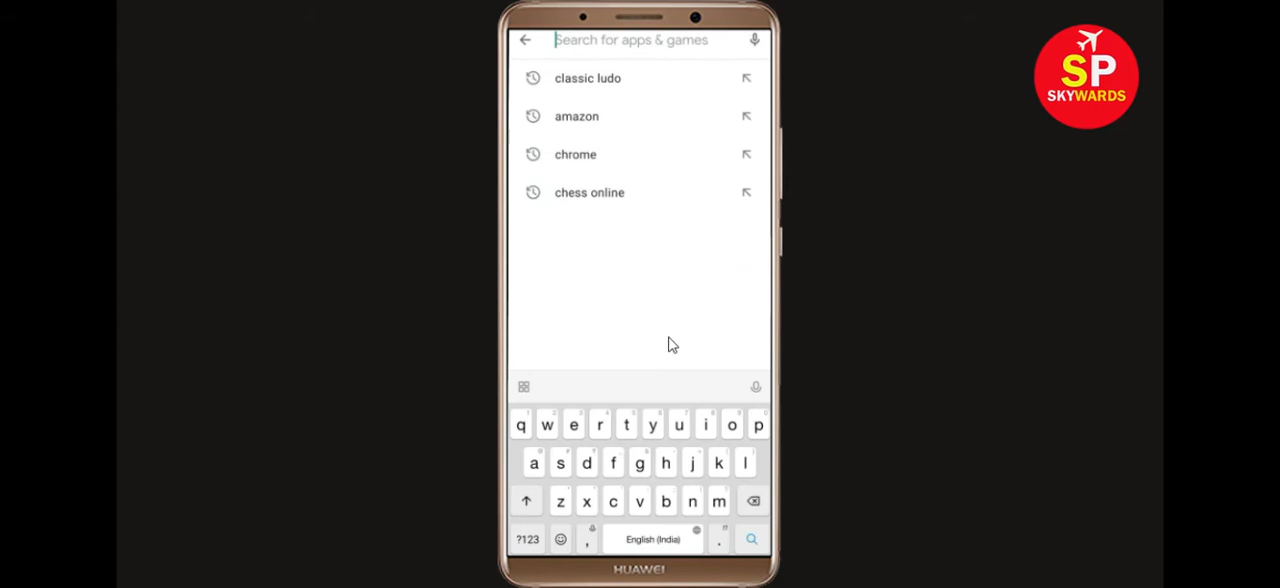 Search for apps & games
SP
SKYWARDS
classic ludo
amazon
chrome
chess online
q w e r t y u i o p
a s d f g h j k l
z x c v b n m
?123 , English (India) .
HUAWEI